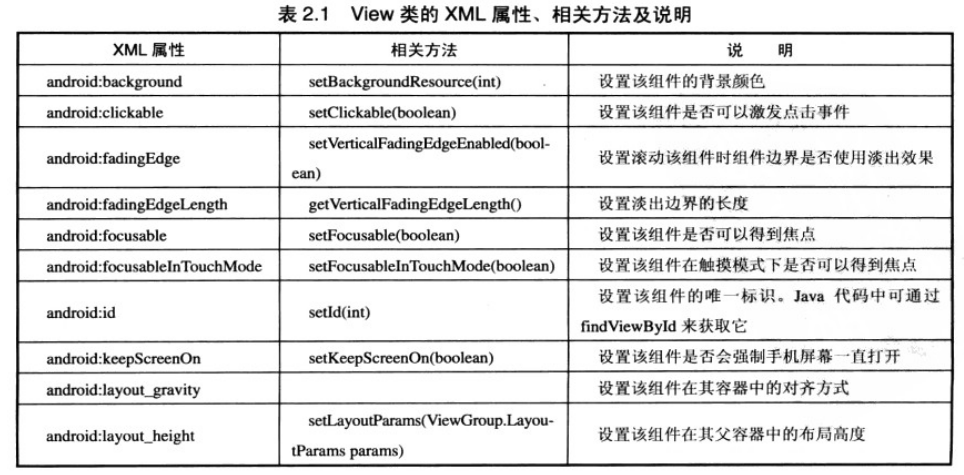 表 2.1 View 类的 XML 属性、相关方法及说明
XML 属性 相关方法 说 明
android:background setBackgroundResource(int) 设置该组件的背景颜色
android:clickable setClickable(boolean) 设置该组件是否可以激发点击事件
android:fadingEdge setVerticalFadingEdgeEnabled(bool-
ean) 设置滚动该组件时组件边界是否使用淡出效果
android:fadingEdgeLength getVerticalFadingEdgeLength() 设置淡出边界的长度
android:focusable setFocusable(boolean) 设置该组件是否可以得到焦点
android:focusableInTouchMode setFocusableInTouchMode(boolean) 设置该组件在触摸模式下是否可以得到焦点
android:id setId(int) 设置该组件的唯一标识。Java 代码中可通过
findViewById 来获取它
android:keepScreenOn setKeepScreenOn(boolean) 设置该组件是否会强制手机屏幕一直打开
android:layout_gravity 设置该组件在其容器中的对齐方式
android:layout_height setLayoutParams(ViewGroup.Layou-
tParams params) 设置该组件在其父容器中的布局高度